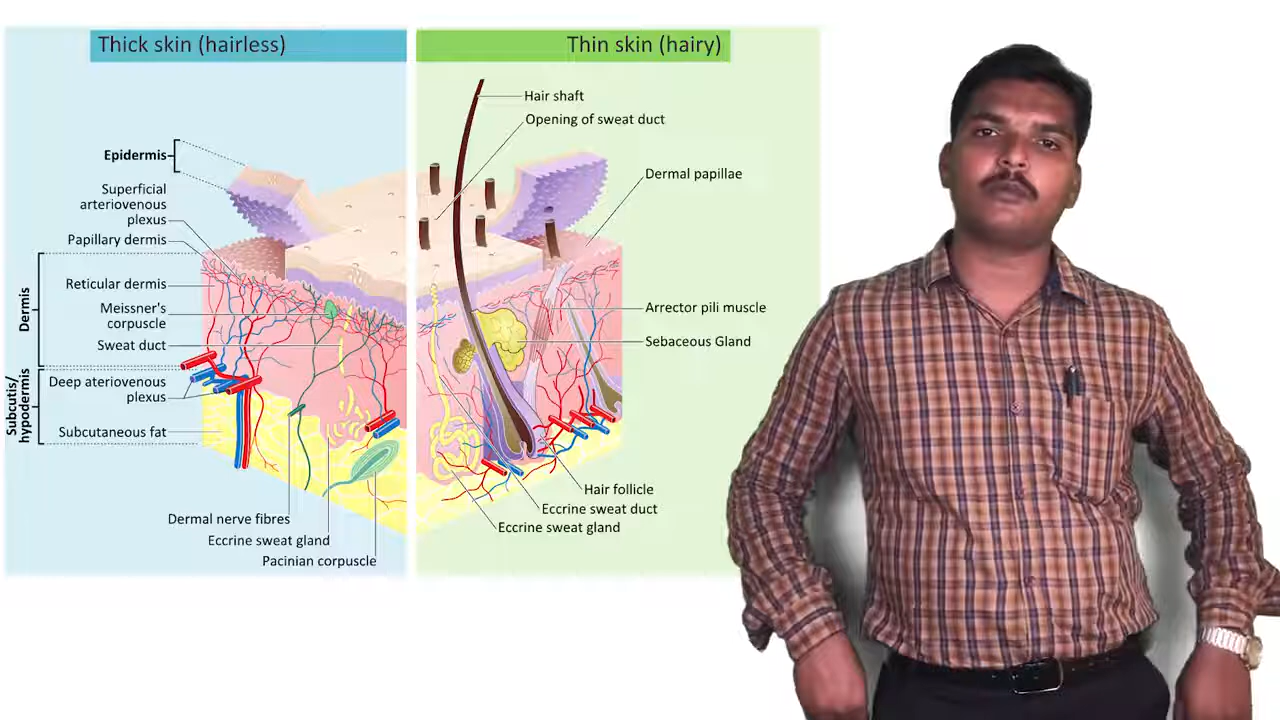 Thick skin (hairless)
Epidermis
Superficial
arteriovenous
plexus
Papillary dermis
Reticular dermis
Meissner's
corpuscle
Sweat duct
Deep ateriovenous
plexus
Subcutaneous fat
Dermis
Subcutis/
hypodermis
Dermal nerve fibres
Eccrine sweat gland
Pacinian corpuscle
Thin skin (hairy)
Hair shaft
Opening of sweat duct
Dermal papillae
Arrector pili muscle
Sebaceous Gland
Hair follicle
Eccrine sweat duct
Eccrine sweat gland